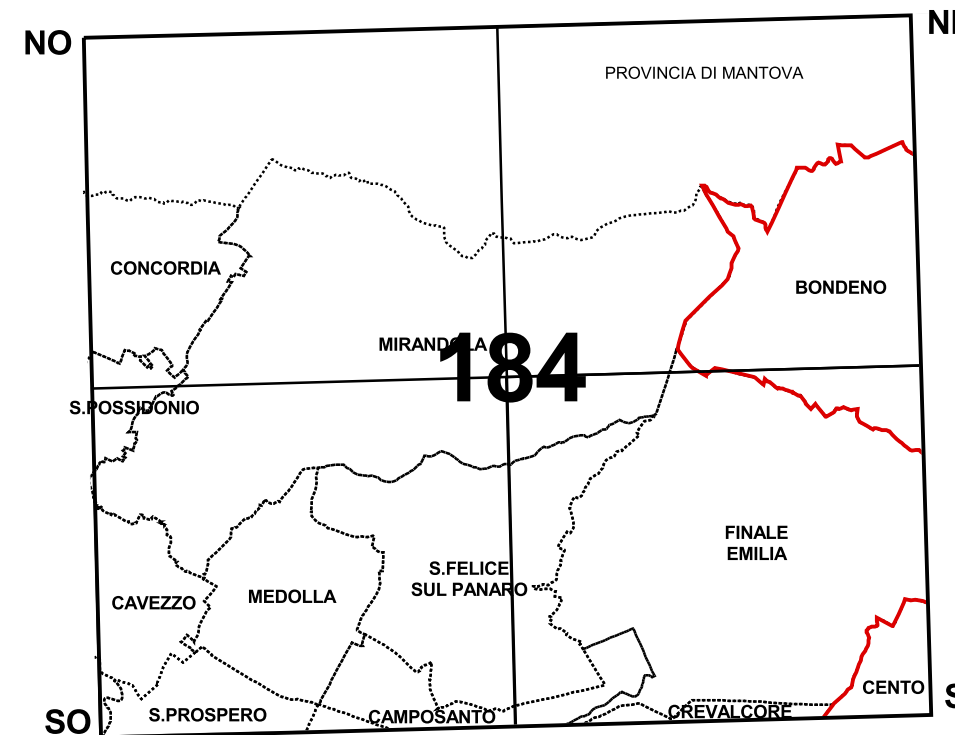 NO
PROVINCIA DI MANTOVA
CONCORDIA
BONDENO
MIRANDOLA
184
S.POSSIDONIO
FINALE
EMILIA
S.FELICE
SUL PANARO
CAVEZZO
MEDOLLA
CENTO
SO
S.PROSPERO
CAMPOSANTO
CREVALCORE